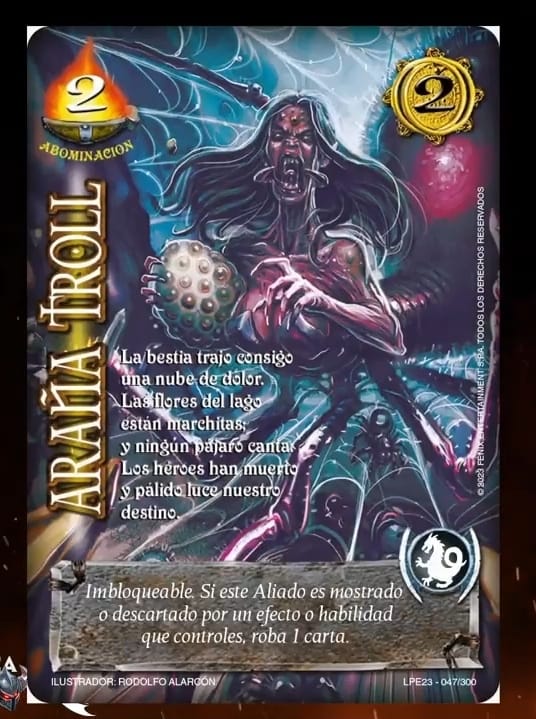 2
ABOMINACION
2
ARAÑA TROLL
La bestia trajo consigo
una nube de dolor.
Las flores del lago
están marchitas;
y ningún pájaro canta.
Los héroes han muerto
y pálido luce nuestro
destino.
© 2023 FENIX ENTERTAINMENT S.P.A. TODOS LOS DERECHOS RESERVADOS
Imbloqueable. Si este Aliado es mostrado
o descartado por un efecto o habilidad
que controles, roba 1 carta.
ILUSTRADOR: RODOLFO ALARCÓN
LPE23 - 047/300